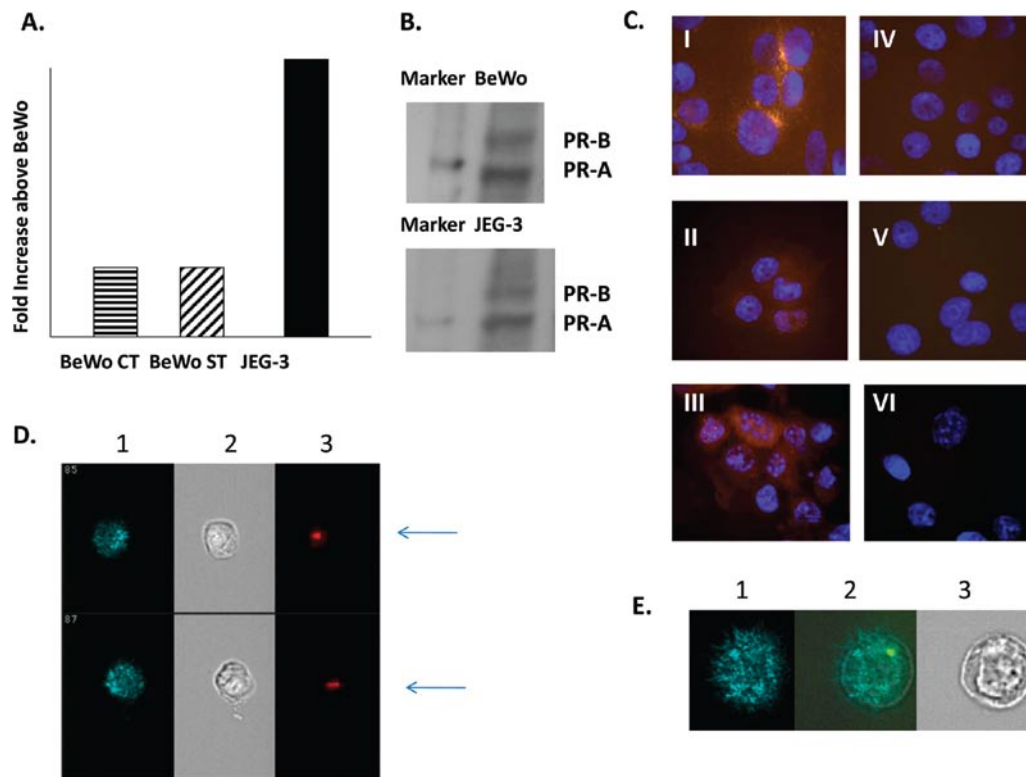 A.
Fold Increase above BeWo
BeWo CT BeWo ST JEG-3
B.
Marker BeWo
PR-B
PR-A
Marker JEG-3
PR-B
PR-A
C.
I
IV
II
V
III
VI
D.
1 2 3
85
87
E.
1 2 3